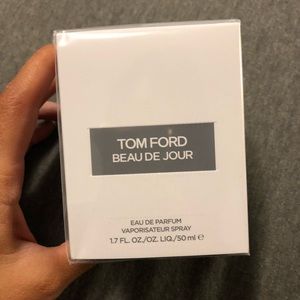 TOM FORD
BEAU DE JOUR
EAU DE PARFUM
VAPORISATEUR SPRAY
1.7 FL. OZ./OZ. LIQ./50 ml ℮